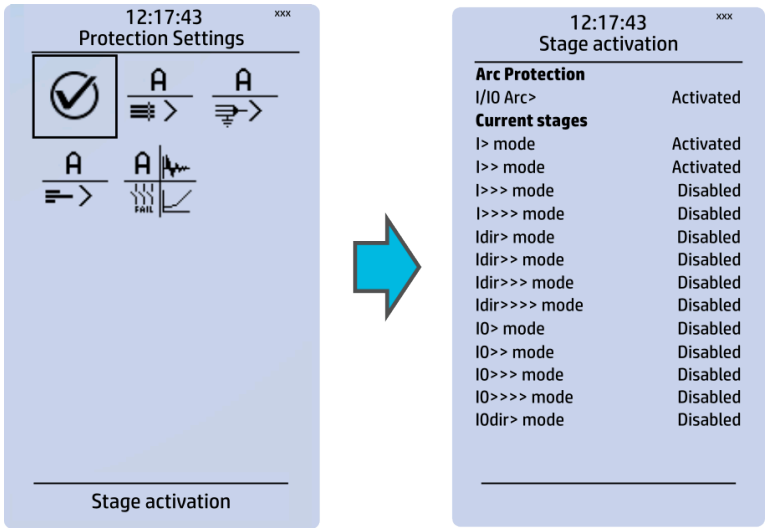 12:17:43 xxx
Protection Settings
A A
A A
FAIL
Stage activation
12:17:43 xxx
Stage activation
Arc Protection
I/I0 Arc> Activated
Current stages
I> mode Activated
I>> mode Activated
I>>> mode Disabled
I>>>> mode Disabled
Idir> mode Disabled
Idir>> mode Disabled
Idir>>> mode Disabled
Idir>>>> mode Disabled
I0> mode Disabled
I0>> mode Disabled
I0>>> mode Disabled
I0>>>> mode Disabled
I0dir> mode Disabled